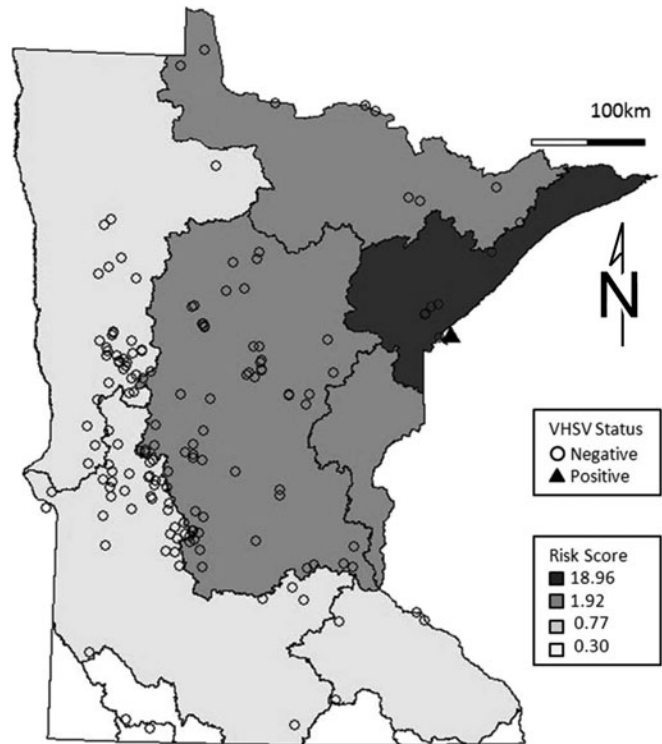 100km
N
VHSV Status
Negative
Positive
Risk Score
18.96
1.92
0.77
0.30